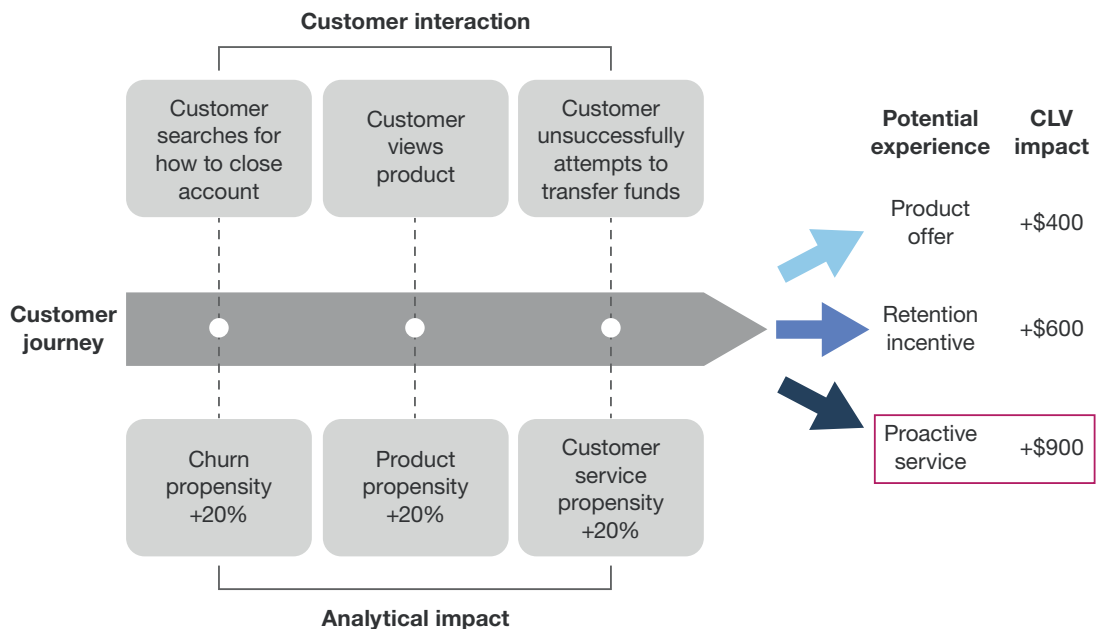 Customer interaction
Customer
searches for
how to close
account
Customer
views
product
Customer
unsuccessfully
attempts to
transfer funds
Potential
experience
CLV
impact
Product
offer
+$400
Customer
journey
Retention
incentive
+$600
Proactive
service
+$900
Churn
propensity
+20%
Product
propensity
+20%
Customer
service
propensity
+20%
Analytical impact